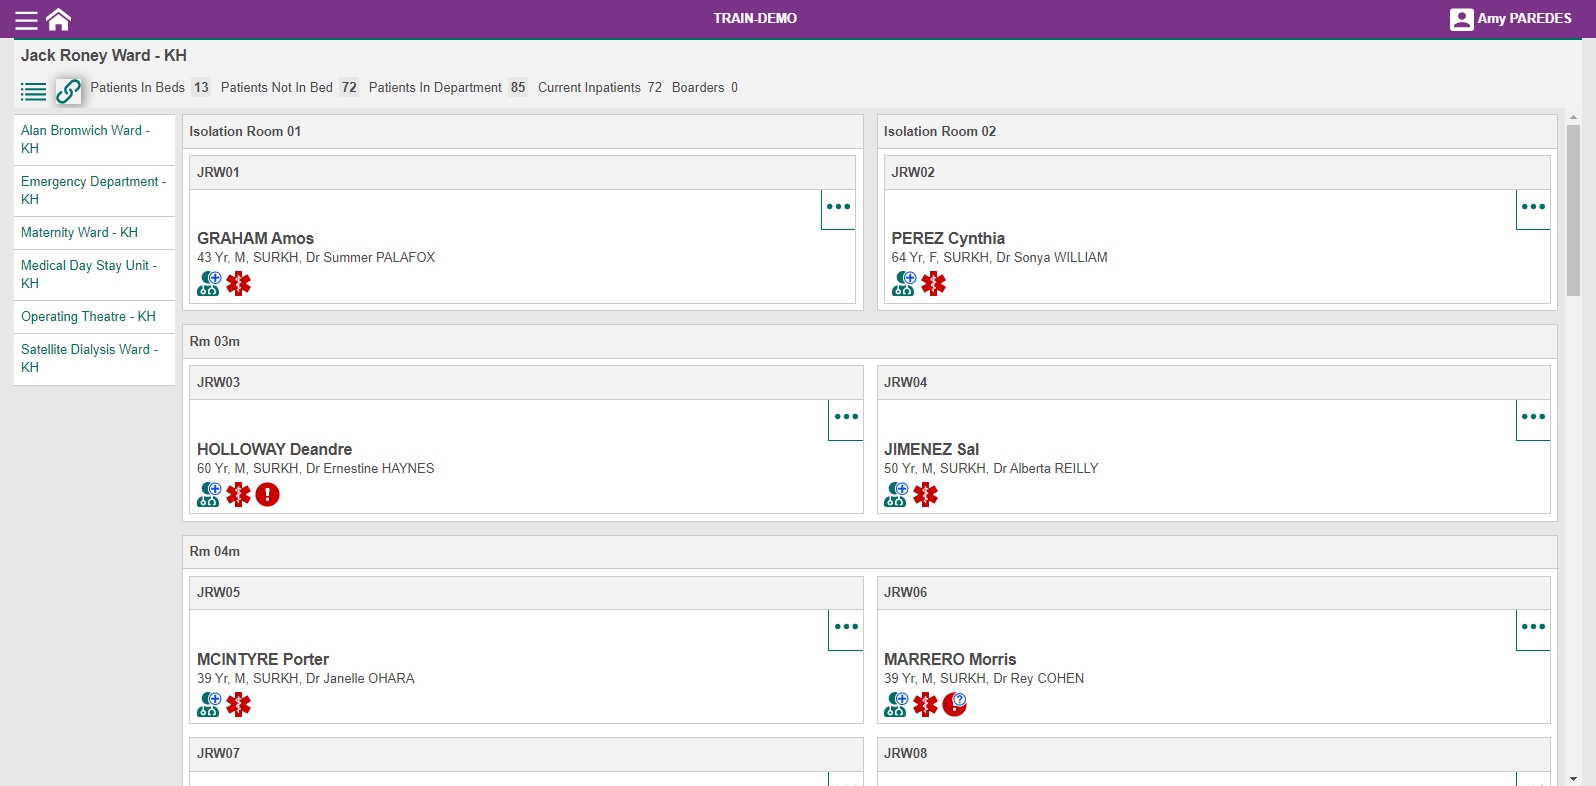 TRAIN-DEMO
Amy PAREDES
Jack Roney Ward - KH
Patients In Beds 13 Patients Not In Bed 72 Patients In Department 85 Current Inpatients 72 Boarders 0
Alan Bromwich Ward -
KH
Emergency Department -
KH
Maternity Ward - KH
Medical Day Stay Unit -
KH
Operating Theatre - KH
Satellite Dialysis Ward -
KH
Isolation Room 01
JRW01
GRAHAM Amos
43 Yr, M, SURKH, Dr Summer PALAFOX
Isolation Room 02
JRW02
PEREZ Cynthia
64 Yr, F, SURKH, Dr Sonya WILLIAM
Rm 03m
JRW03
HOLLOWAY Deandre
60 Yr, M, SURKH, Dr Ernestine HAYNES
JRW04
JIMENEZ Sal
50 Yr, M, SURKH, Dr Alberta REILLY
Rm 04m
JRW05
MCINTYRE Porter
39 Yr, M, SURKH, Dr Janelle OHARA
JRW06
MARRERO Morris
39 Yr, M, SURKH, Dr Rey COHEN
JRW07
JRW08